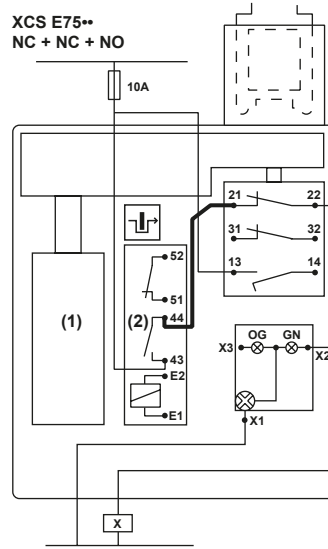 XCS E75••
NC + NC + NO
10A
21 22
31 32
13 14
52
51
(1)
(2)
44
43
E2
E1
OG GN
X3
X2
X1
X